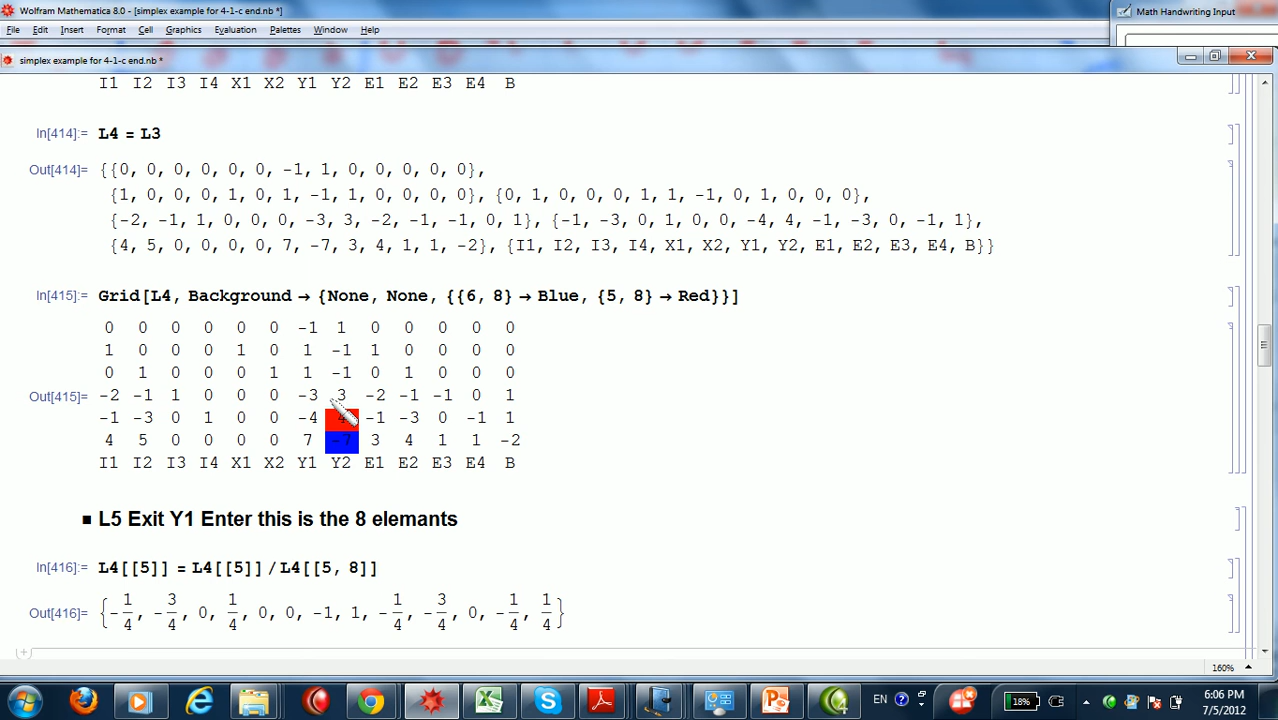 Wolfram Mathematica 8.0 - [simplex example for 4-1-c end.nb *]
Math Handwriting Input
File Edit Insert Format Cell Graphics Evaluation Palettes Window Help
simplex example for 4-1-c end.nb *
I1 I2 I3 I4 X1 X2 Y1 Y2 E1 E2 E3 E4 B
In[414]:= L4 = L3
Out[414]= {{0, 0, 0, 0, 0, 0, -1, 1, 0, 0, 0, 0, 0},
{1, 0, 0, 0, 1, 0, 1, -1, 1, 0, 0, 0, 0}, {0, 1, 0, 0, 0, 1, 1, -1, 0, 1, 0, 0, 0},
{-2, -1, 1, 0, 0, 0, -3, 3, -2, -1, -1, 0, 1}, {-1, -3, 0, 1, 0, 0, -4, 4, -1, -3, 0, -1, 1},
{4, 5, 0, 0, 0, 0, 7, -7, 3, 4, 1, 1, -2}, {I1, I2, I3, I4, X1, X2, Y1, Y2, E1, E2, E3, E4, B}}
In[415]:= Grid[L4, Background → {None, None, {{6, 8} → Blue, {5, 8} → Red}}]
0 0 0 0 0 0 -1 1 0 0 0 0 0
1 0 0 0 1 0 1 -1 1 0 0 0 0
0 1 0 0 0 1 1 -1 0 1 0 0 0
Out[415]= -2 -1 1 0 0 0 -3 3 -2 -1 -1 0 1
-1 -3 0 1 0 0 -4 4 -1 -3 0 -1 1
4 5 0 0 0 0 7 -7 3 4 1 1 -2
I1 I2 I3 I4 X1 X2 Y1 Y2 E1 E2 E3 E4 B
L5 Exit Y1 Enter this is the 8 elemants
In[416]:= L4[[5]] = L4[[5]] / L4[[5, 8]]
Out[416]= {-1/4, -3/4, 0, 1/4, 0, 0, -1, 1, -1/4, -3/4, 0, -1/4, 1/4}
160%
EN 18% 6:06 PM
7/5/2012